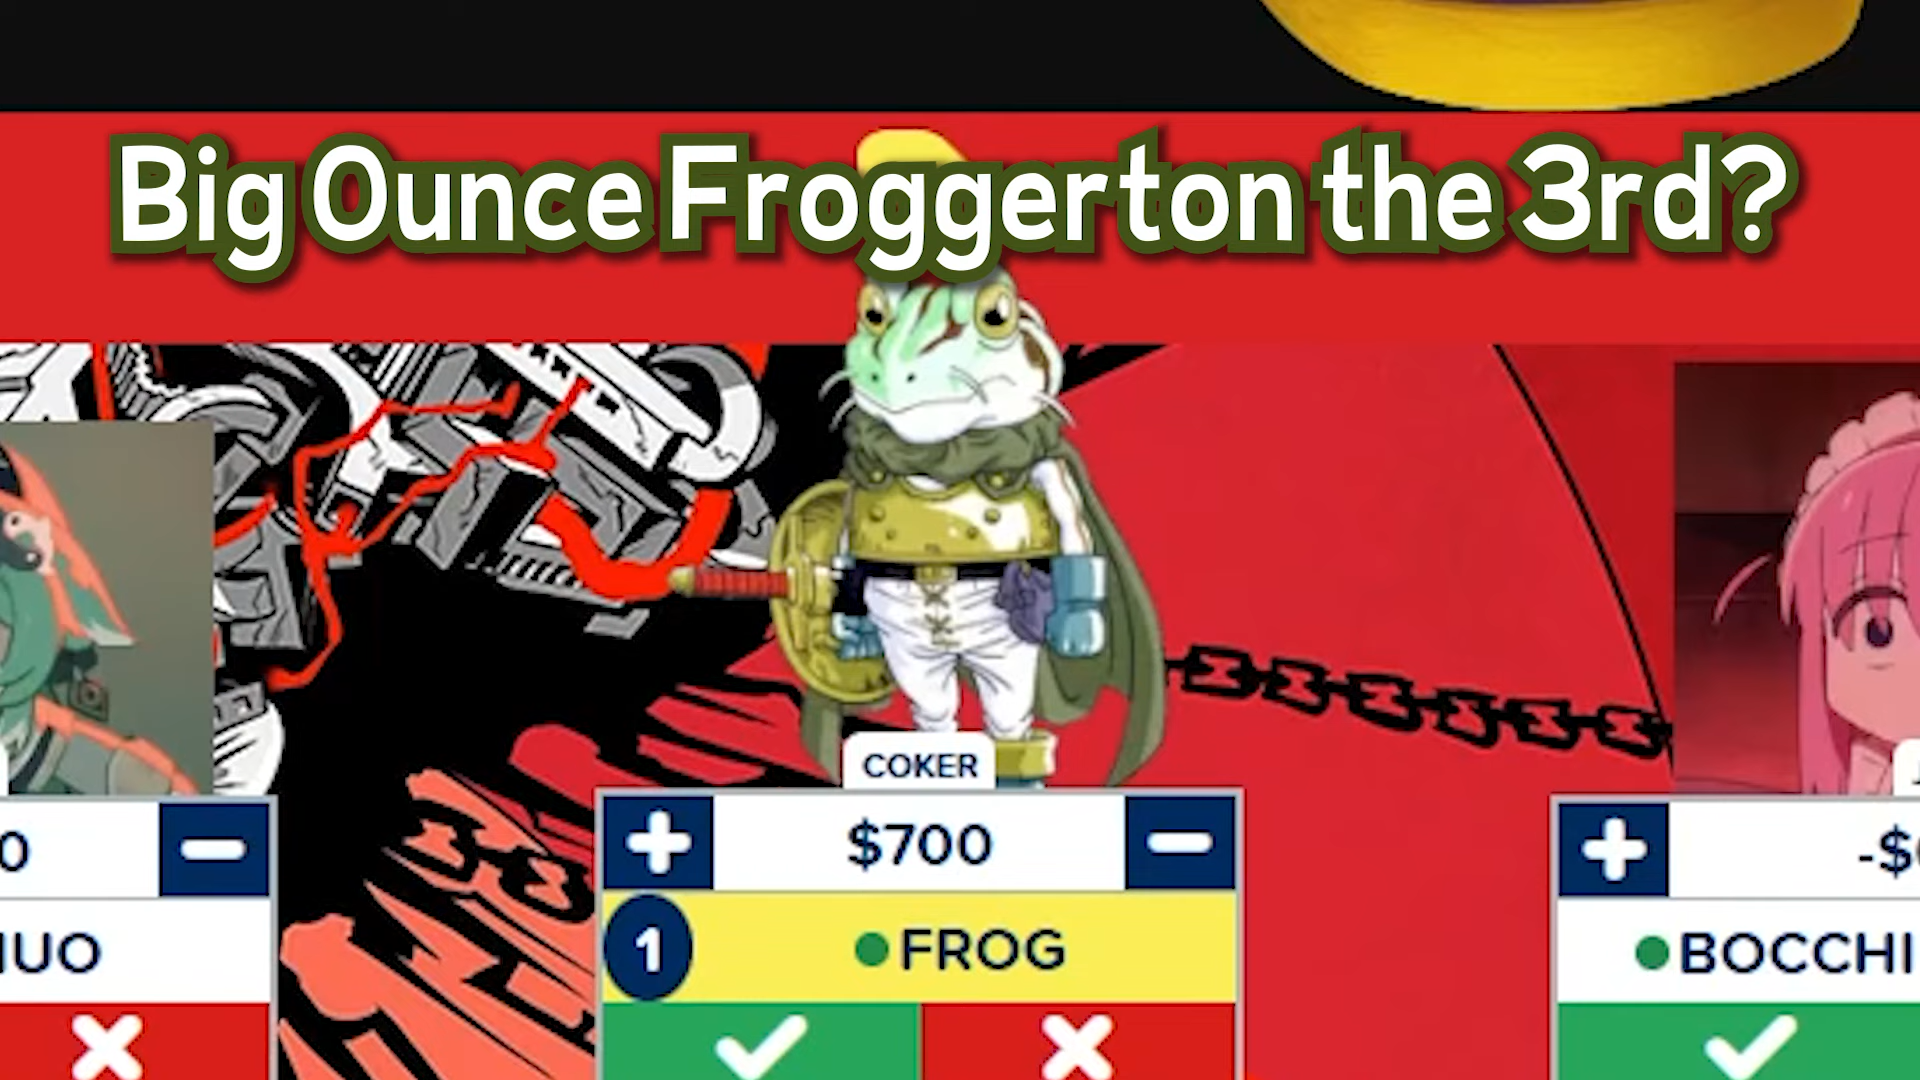 Big Ounce Froggerton the 3rd?
COKER
$700
1
FROG
BOCCHI